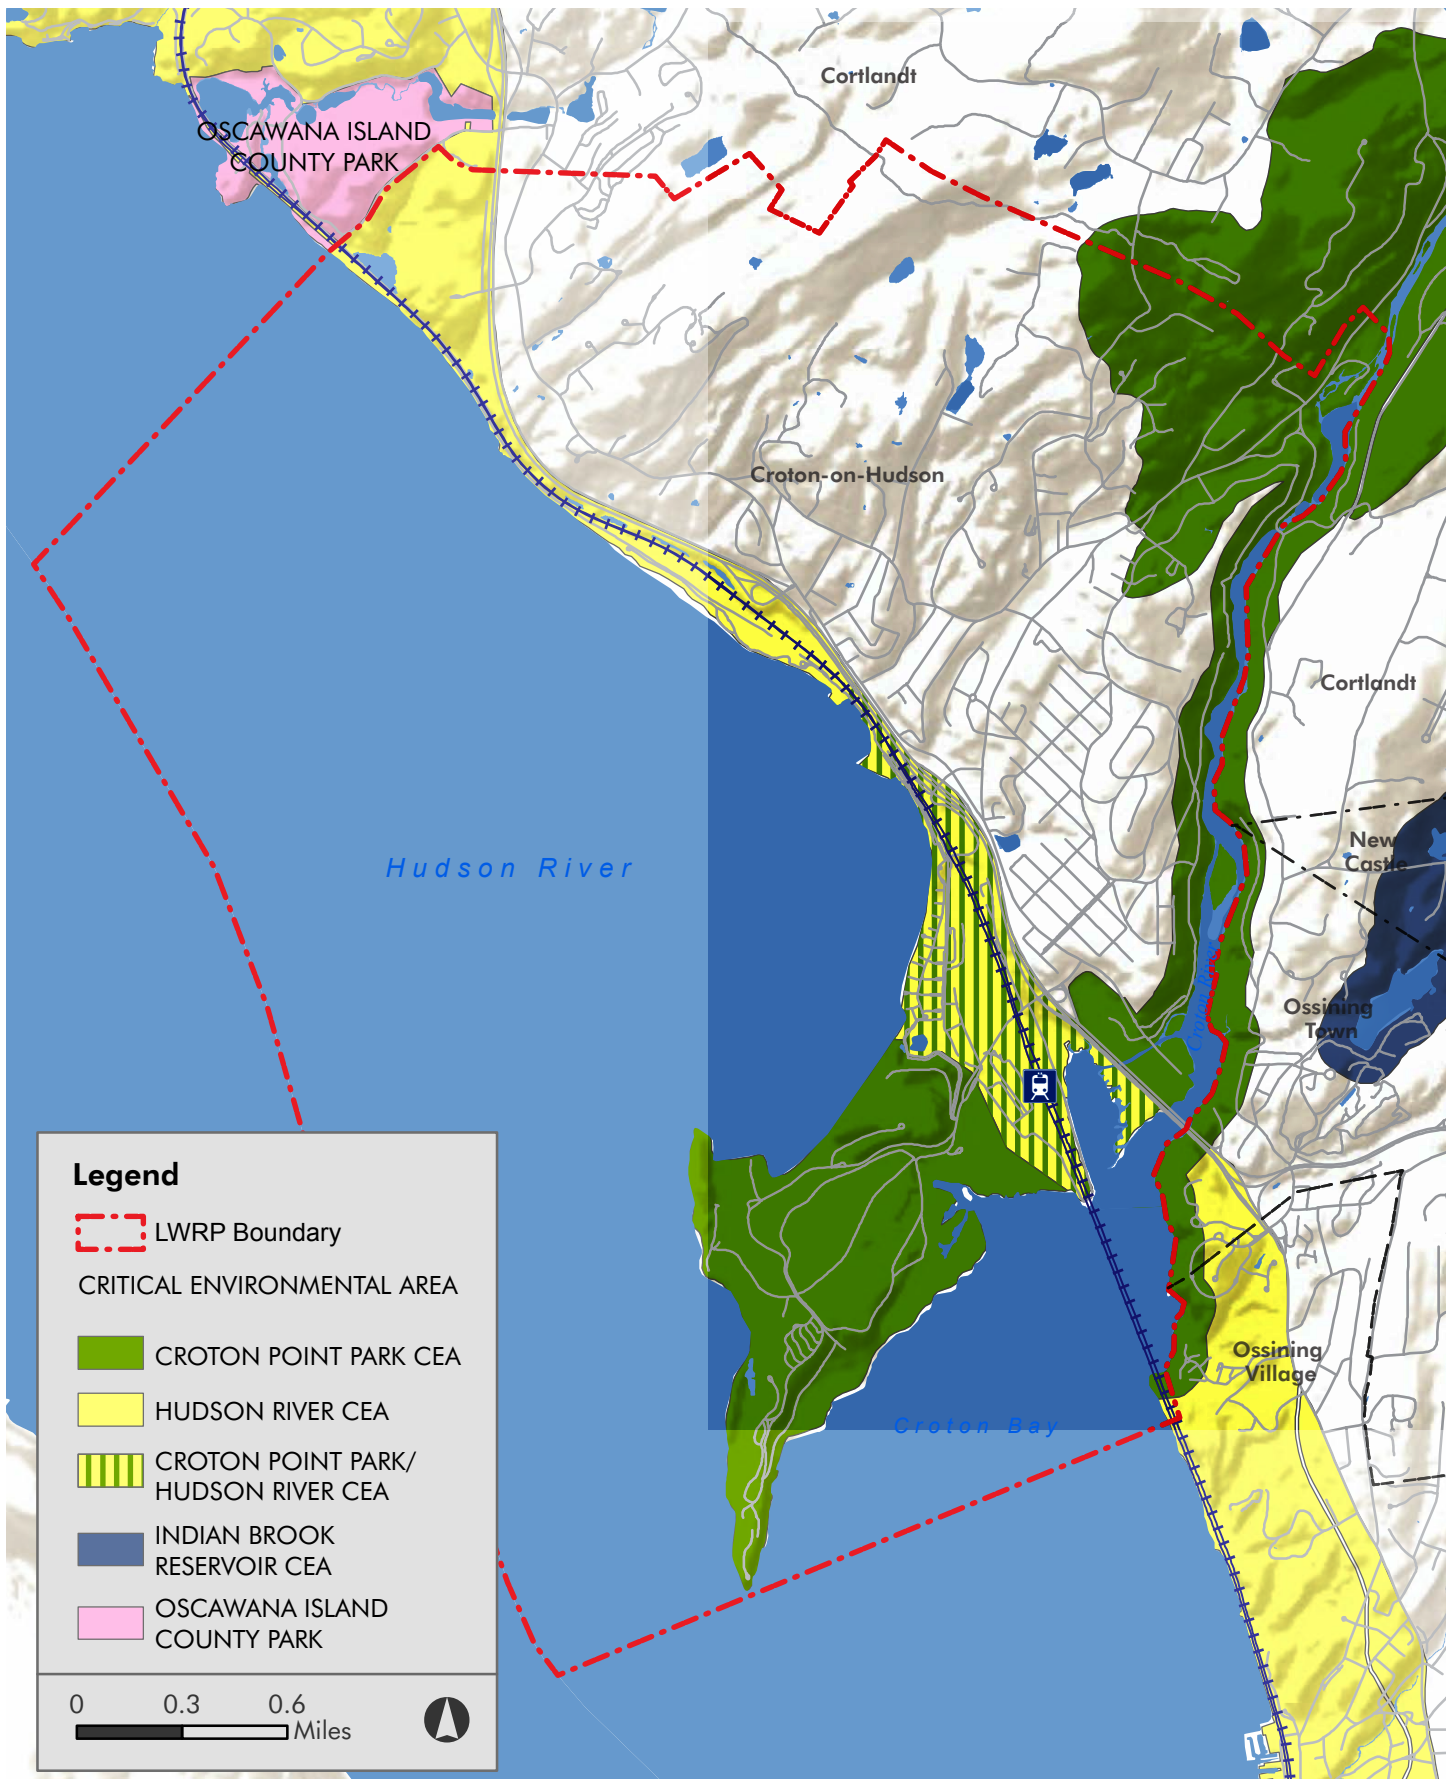 Cortlandt
OSCAWANA ISLAND
COUNTY PARK
Croton-on-Hudson
Cortlandt
New
Castle
Hudson River
Croton River
Ossining
Town
Ossining
Village
Croton Bay
Legend
LWRP Boundary
CRITICAL ENVIRONMENTAL AREA
CROTON POINT PARK CEA
HUDSON RIVER CEA
CROTON POINT PARK/
HUDSON RIVER CEA
INDIAN BROOK
RESERVOIR CEA
OSCAWANA ISLAND
COUNTY PARK
0 0.3 0.6
Miles